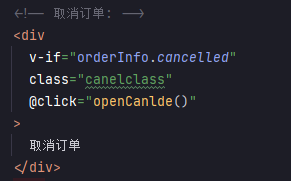 <!-- 取消订单: -->
<div
v-if="orderInfo.cancelled"
class="canelclass"
@click="openCanlde()"
>
取消订单
</div>